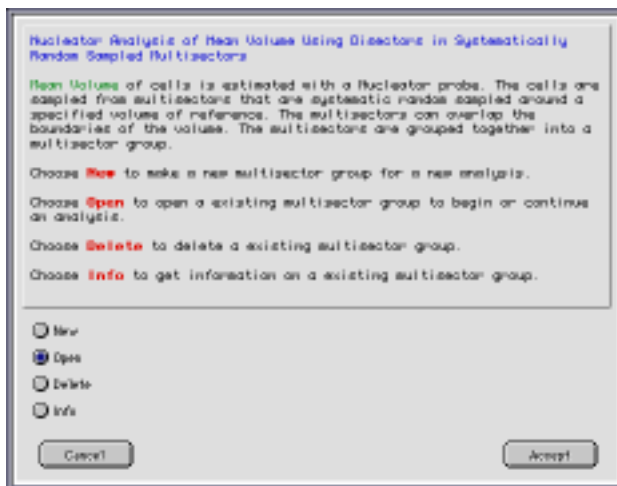 Nucleator Analysis of Mean Volume Using Disectors in Systematically
Random Sampled Multisectors
Mean Volume of cells is estimated with a Nucleator probe. The cells are
sampled from multisectors that are systematic random sampled around a
specified volume of reference. The multisectors can overlap the
boundaries of the volume. The multisectors are grouped together into a
multisector group.
Choose New to make a new multisector group for a new analysis.
Choose Open to open a existing multisector group to begin or continue
an analysis.
Choose Delete to delete a existing multisector group.
Choose Info to get information on a existing multisector group.
New
Open
Delete
Info
Cancel
Accept